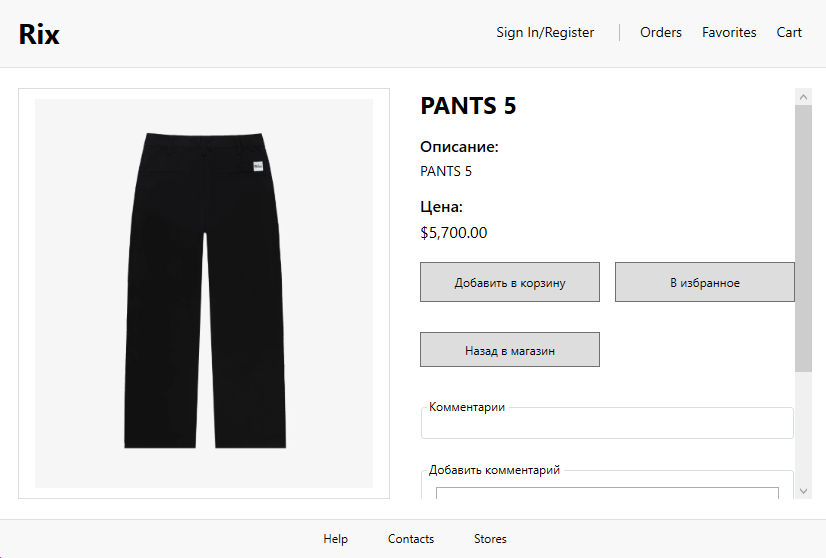 Rix
Sign In/Register
Orders
Favorites
Cart
PANTS 5
Описание:
PANTS 5
Цена:
$5,700.00
Добавить в корзину
В избранное
Назад в магазин
Комментарии
Добавить комментарий
Help
Contacts
Stores